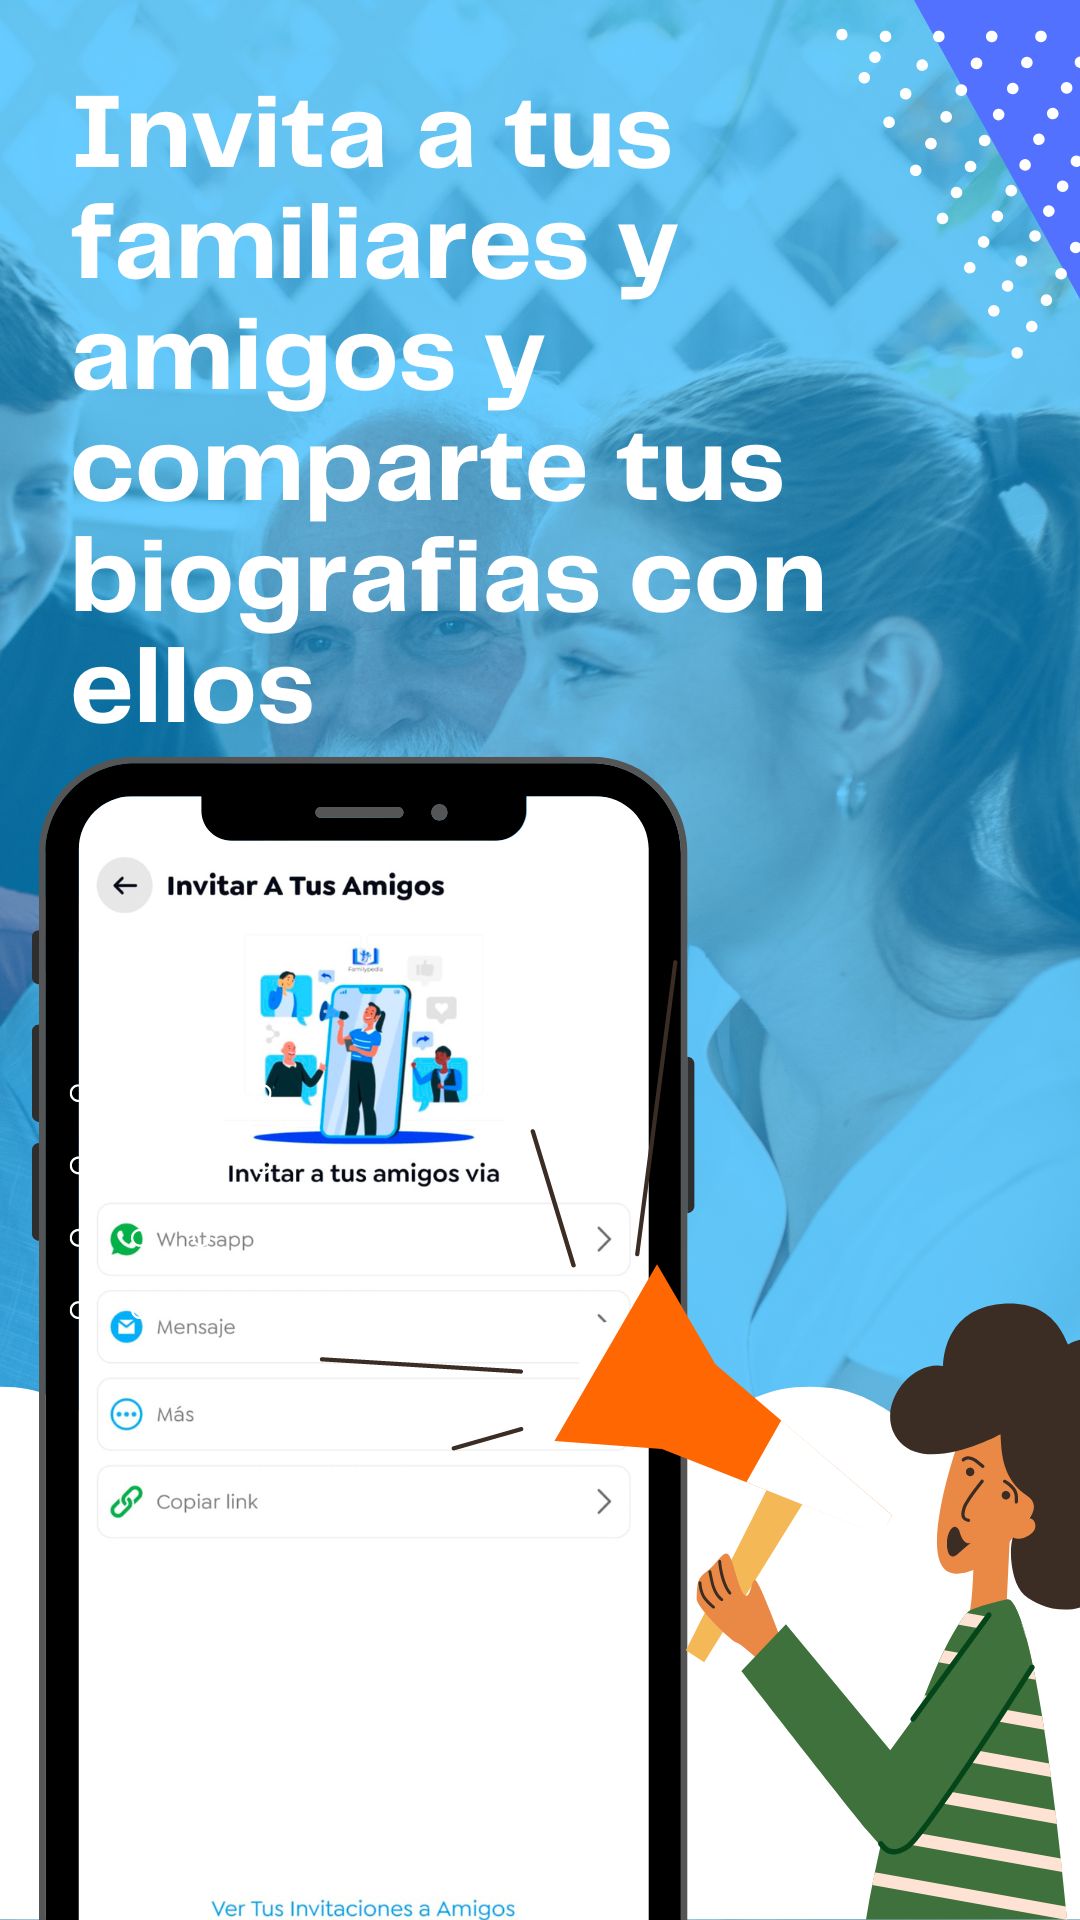 Invita a tus
familiares y
amigos y
comparte tus
biografias con
ellos
Invitar A Tus Amigos
Familypedia
Invitar a tus amigos via
Whatsapp
Mensaje
Más
Copiar link
Ver Tus Invitaciones a Amigos